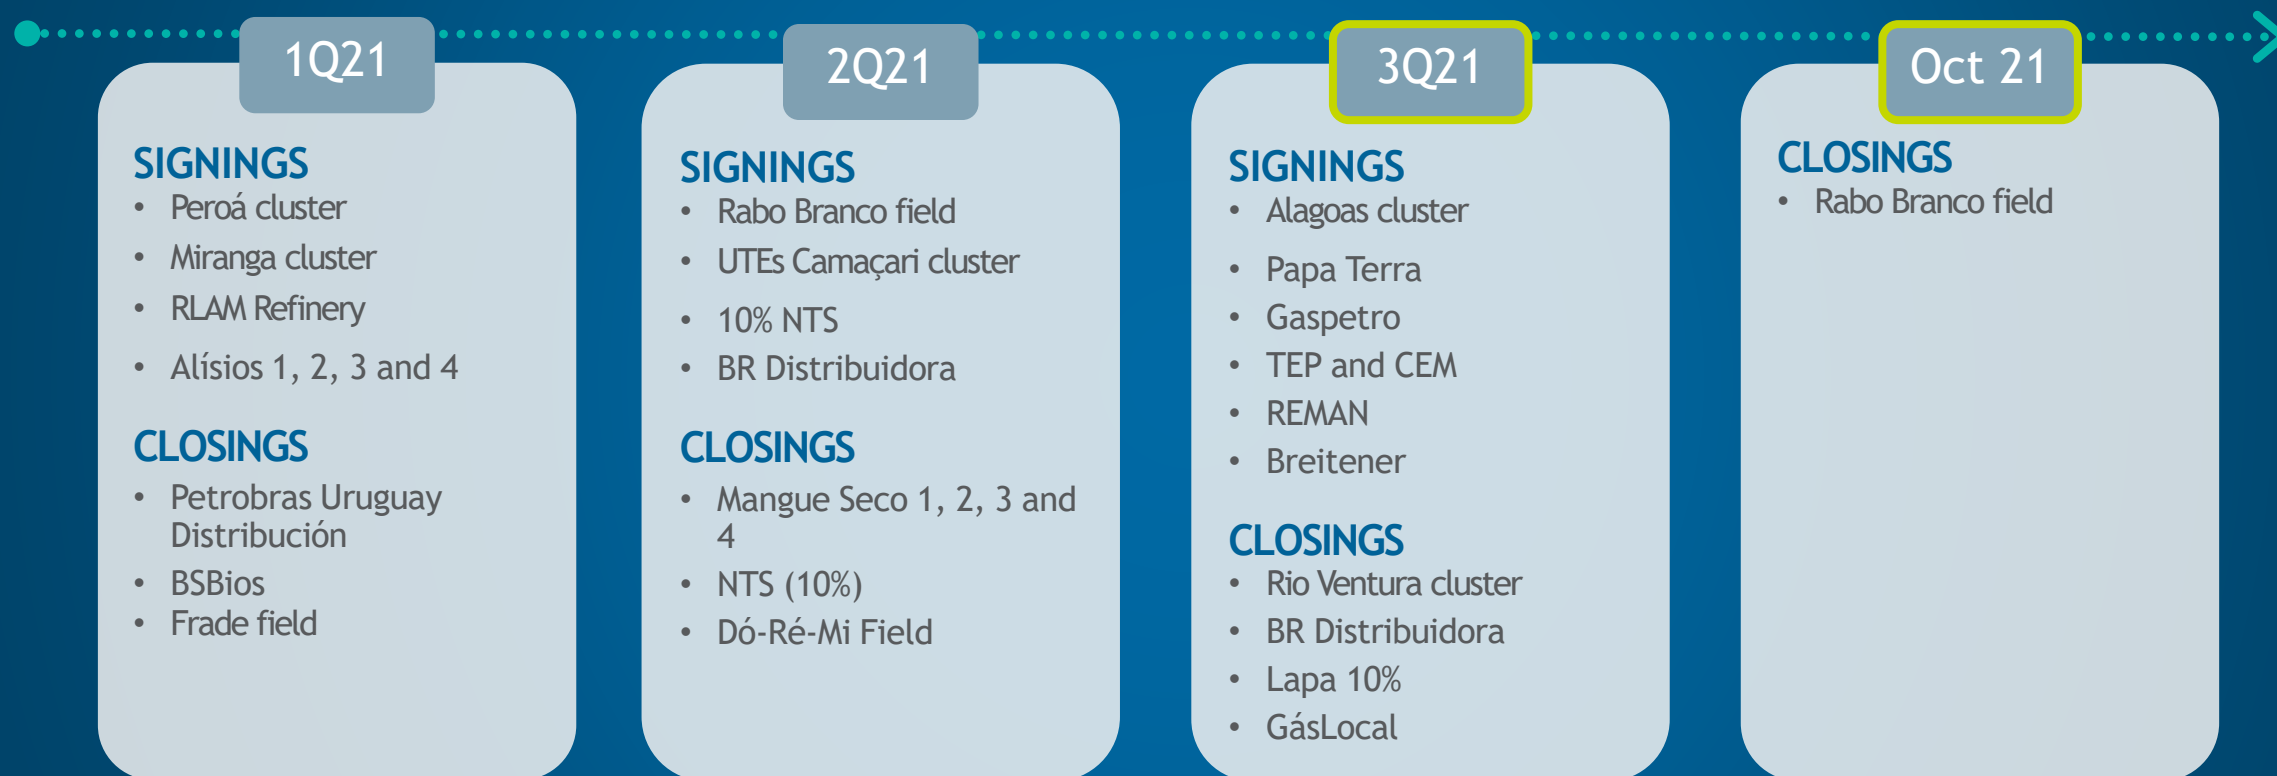 1Q21
SIGNINGS
• Peroá cluster
• Miranga cluster
• RLAM Refinery
• Alísios 1, 2, 3 and 4
CLOSINGS
• Petrobras Uruguay
Distribución
• BSBios
• Frade field
2Q21
SIGNINGS
• Rabo Branco field
• UTEs Camaçari cluster
• 10% NTS
• BR Distribuidora
CLOSINGS
• Mangue Seco 1, 2, 3 and
4
• NTS (10%)
• Dó-Ré-Mi Field
3Q21
SIGNINGS
• Alagoas cluster
• Papa Terra
• Gaspetro
• TEP and CEM
• REMAN
• Breitener
CLOSINGS
• Rio Ventura cluster
• BR Distribuidora
• Lapa 10%
• GásLocal
Oct 21
CLOSINGS
• Rabo Branco field